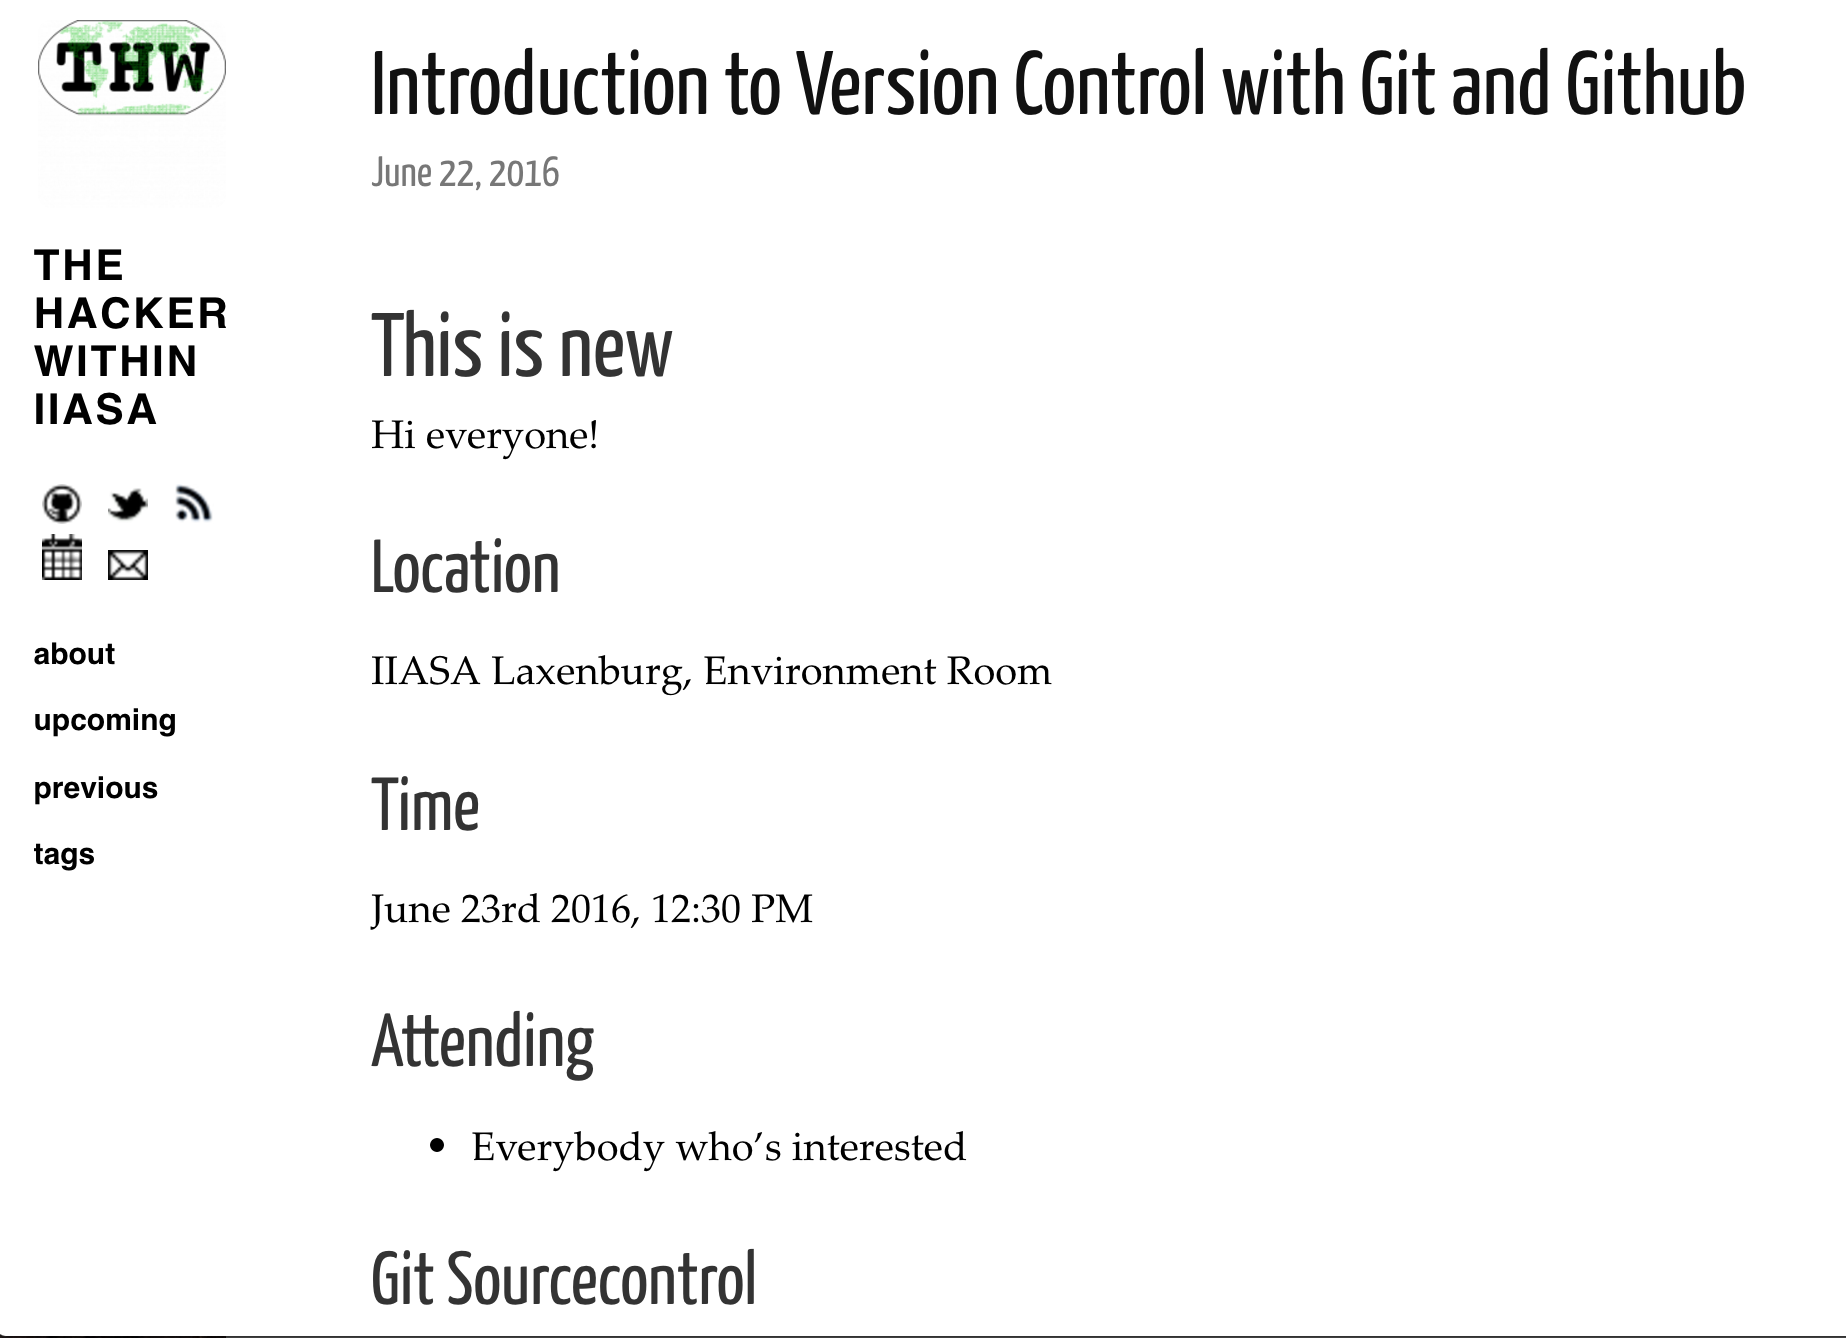 THW
THE
HACKER
WITHIN
IIASA
about
upcoming
previous
tags
Introduction to Version Control with Git and Github
June 22, 2016
This is new
Hi everyone!
Location
IIASA Laxenburg, Environment Room
Time
June 23rd 2016, 12:30 PM
Attending
• Everybody who’s interested
Git Sourcecontrol